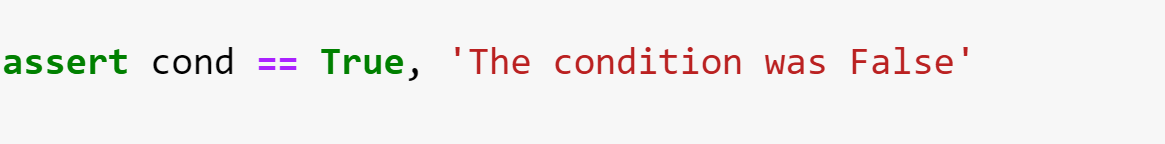 assert cond == True, 'The condition was False'